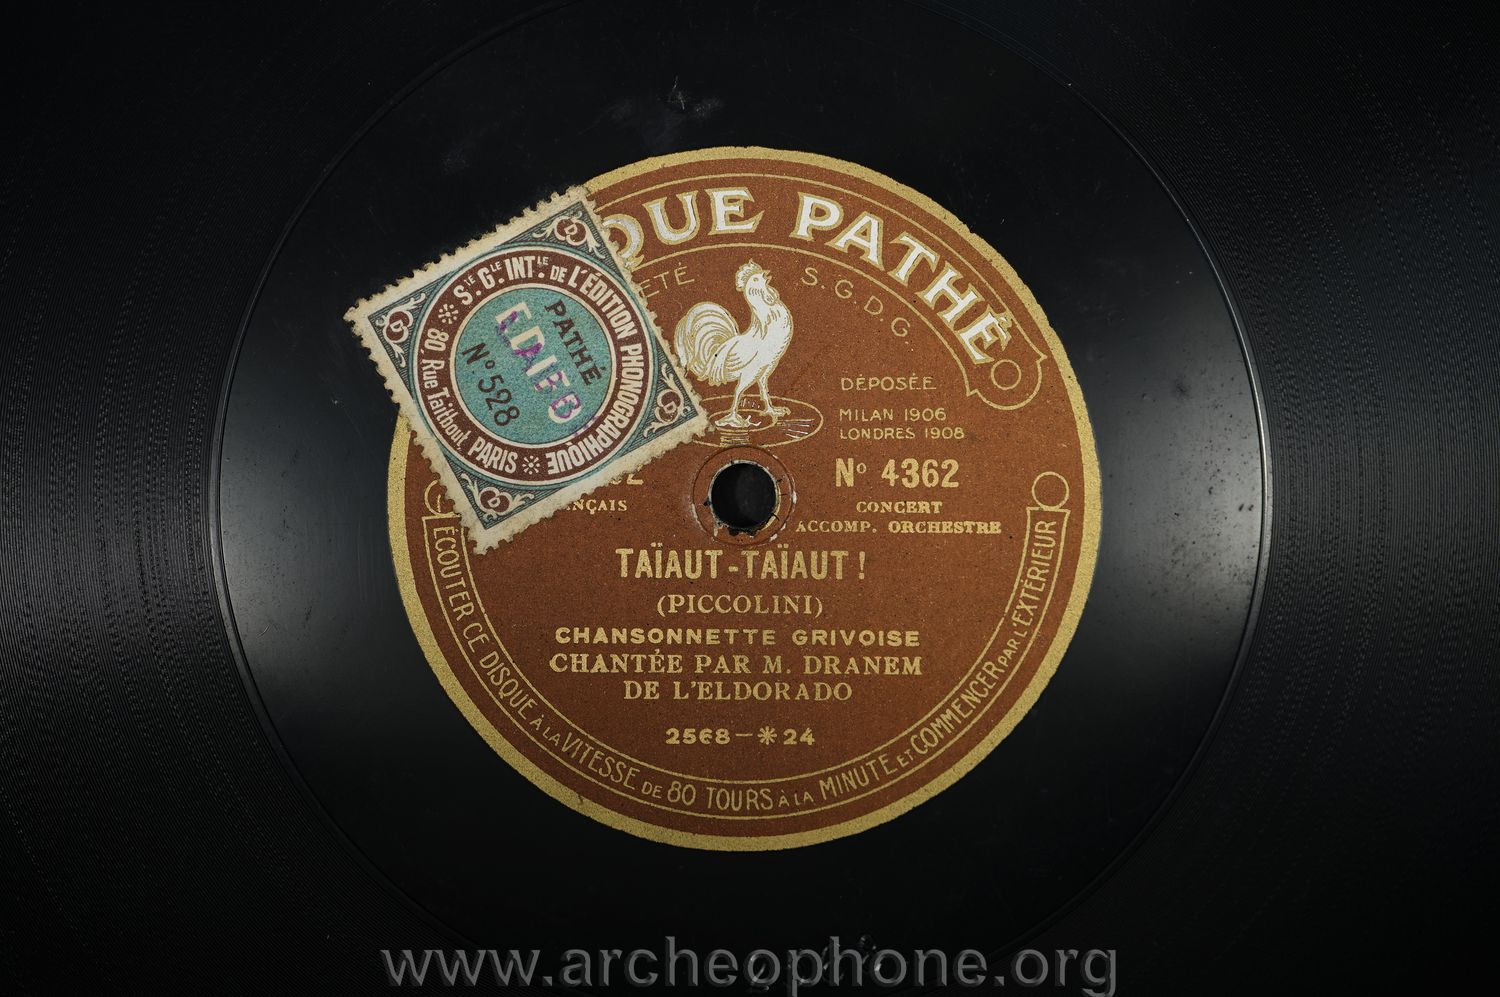 QUE PATHÉ
ÉTÉ S.G.D.G.
DÉPOSÉE
MILAN 1906
LONDRES 1908
Nº 4362
CONCERT
ACCOMP. ORCHESTRE
NÇAIS
TAÏAUT-TAÏAUT !
(PICCOLINI)
CHANSONNETTE GRIVOISE
CHANTÉE PAR M. DRANEM
DE L'ELDORADO
2568-*24
ÉCOUTER CE DISQUE À LA VITESSE DE 80 TOURS À LA MINUTE ET COMMENCER PAR L'EXTÉRIEUR
Sté. Gle. INTLE. DE L'ÉDITION PHONOGRAPHIQUE
80, Rue Taitbout, PARIS
PATHÉ
Nº 528
www.archeophone.org